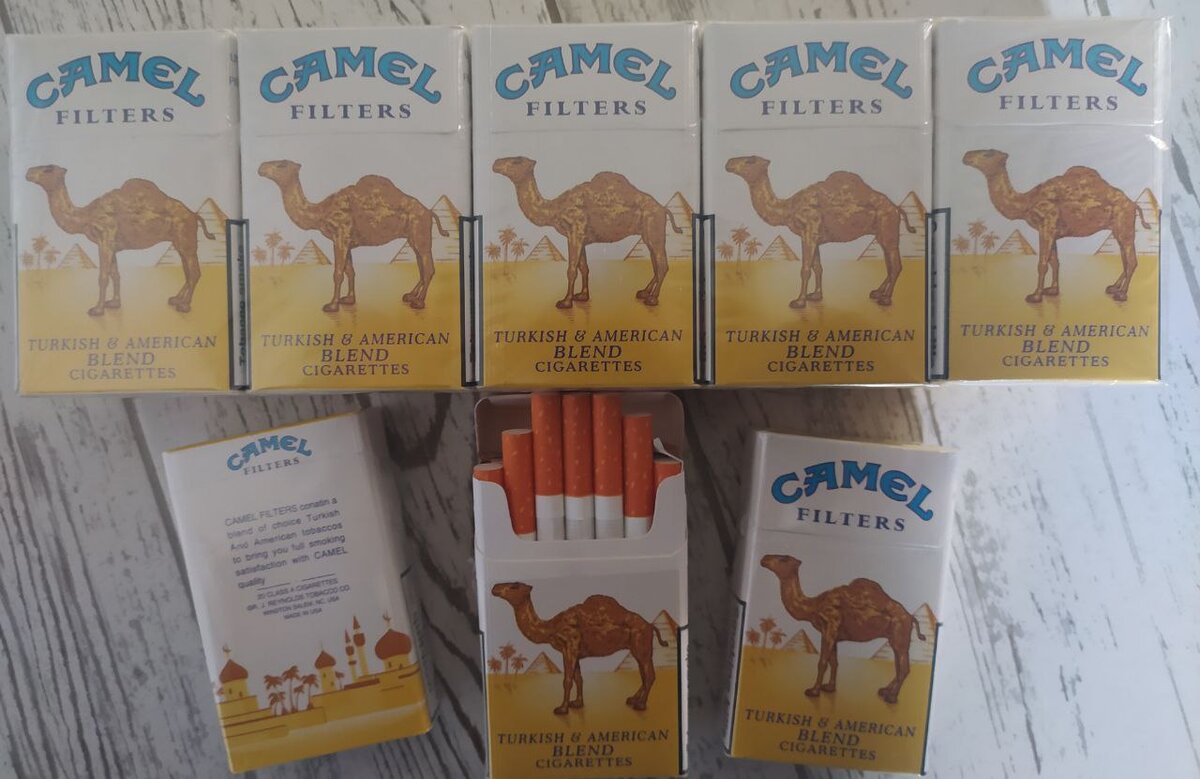 CAMEL
FILTERS
TURKISH & AMERICAN
BLEND
CIGARETTES
CAMEL
FILTERS
TURKISH & AMERICAN
BLEND
CIGARETTES
CAMEL
FILTERS
TURKISH & AMERICAN
BLEND
CIGARETTES
CAMEL
FILTERS
TURKISH & AMERICAN
BLEND
CIGARETTES
CAMEL
FILTERS
TURKISH & AMERICAN
BLEND
CIGARETTES
CAMEL
FILTERS
CAMEL FILTERS conatin a
blend of choice Turkish
And American tobaccos
to bring you full smoking
satisfaction with CAMEL
quality
20 CLASS A CIGARETTES
R. J. REYNOLDS TOBACCO CO.
WINSTON SALEM, NC, USA
MADE IN USA
TURKISH & AMERICAN
BLEND
CIGARETTES
CAMEL
FILTERS
TURKISH & AMERICAN
BLEND
CIGARETTES